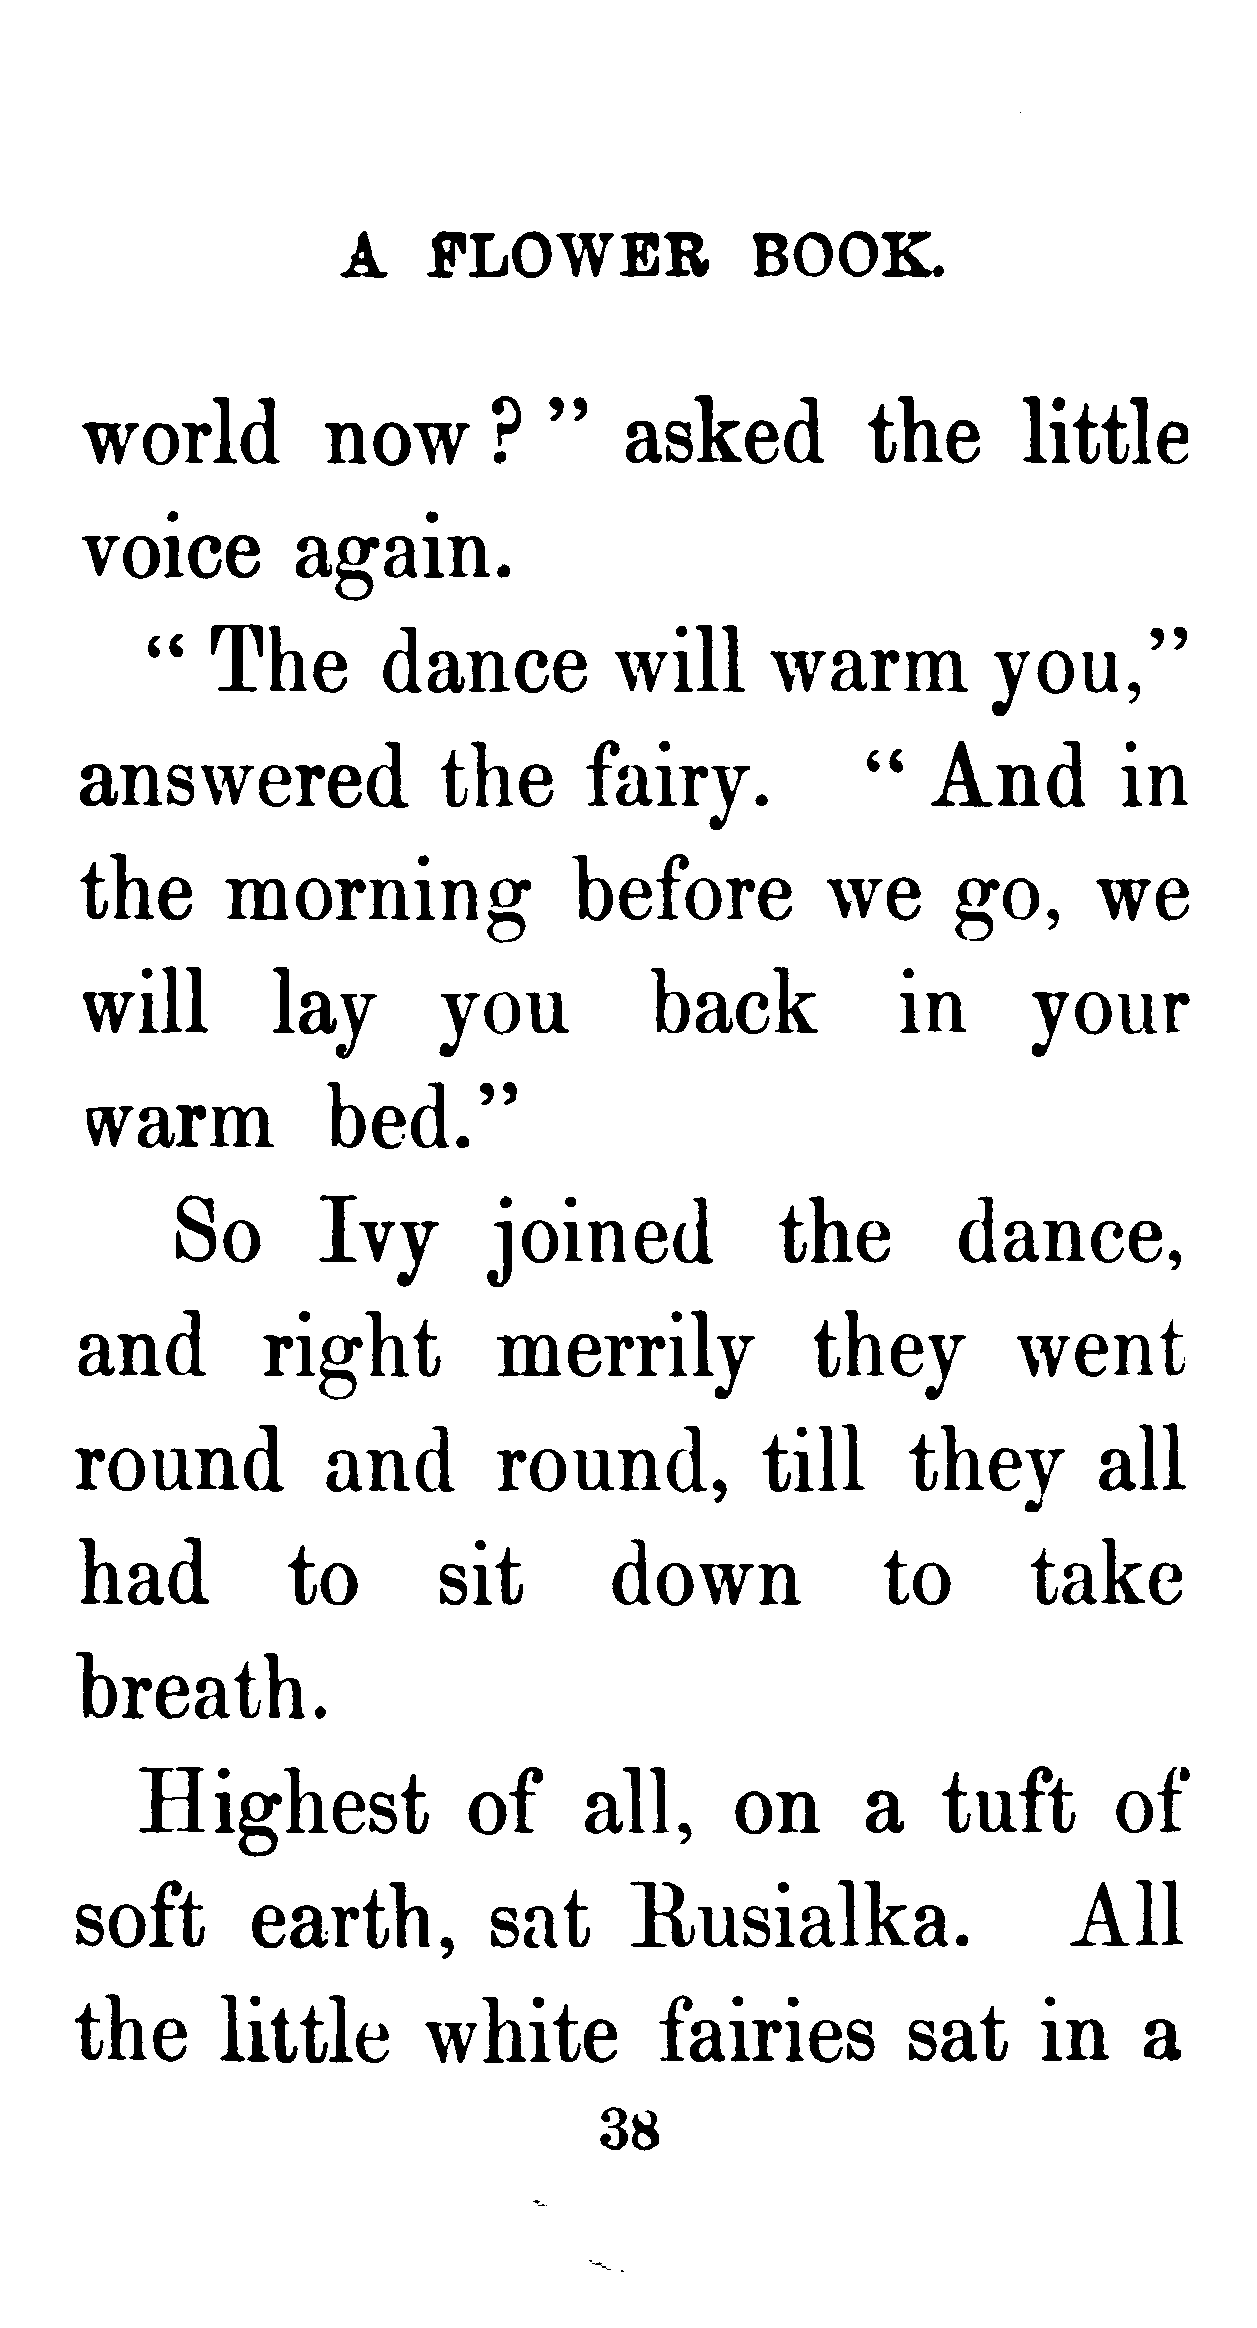 A FLOWER BOOK.
world now?" asked the little
voice again.
"The dance will warm you,"
answered the fairy. "And in
the morning before we go, we
will lay you back in your
warm bed."
So Ivy joined the dance,
and right merrily they went
round and round, till they all
had to sit down to take
breath.
Highest of all, on a tuft of
soft earth, sat Rusialka. All
the little white fairies sat in a
38